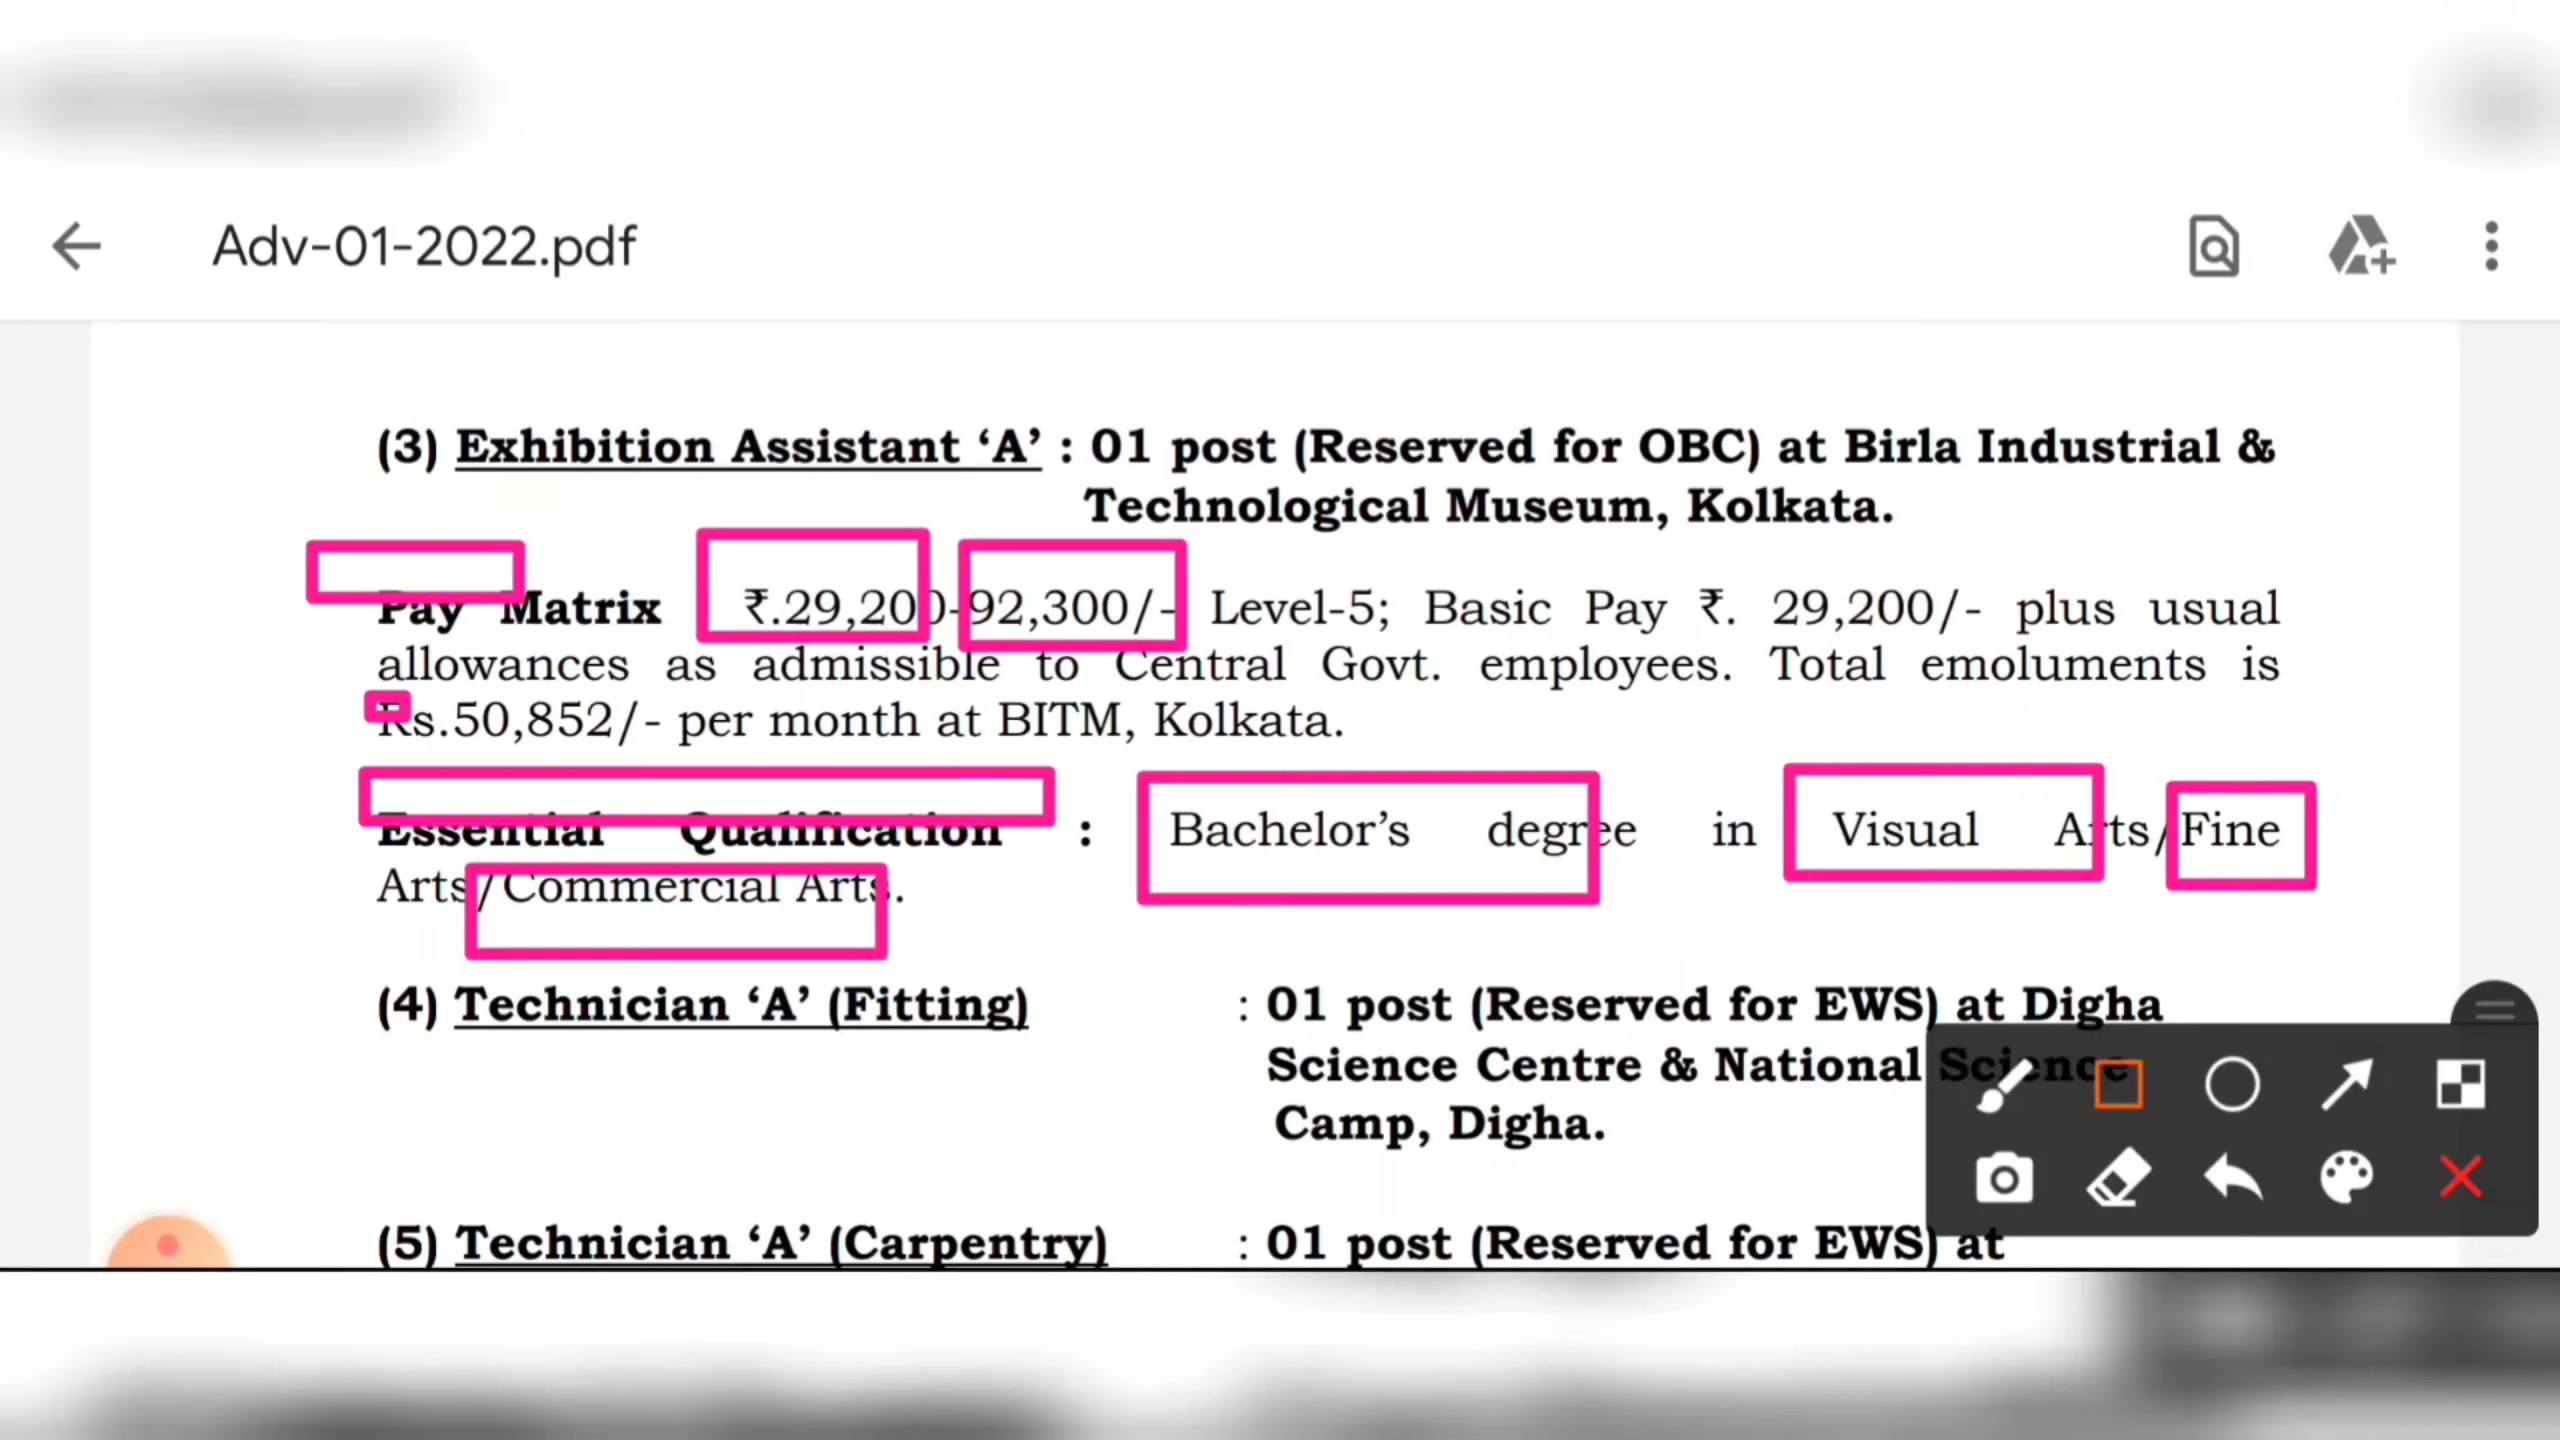 Adv-01-2022.pdf
(3) Exhibition Assistant ‘A’ : 01 post (Reserved for OBC) at Birla Industrial &
Technological Museum, Kolkata.
Pay Matrix ₹.29,200-92,300/- Level-5; Basic Pay ₹. 29,200/- plus usual
allowances as admissible to Central Govt. employees. Total emoluments is
Rs.50,852/- per month at BITM, Kolkata.
Essential Qualification : Bachelor’s degree in Visual Arts/Fine
Arts/Commercial Arts.
(4) Technician ‘A’ (Fitting) : 01 post (Reserved for EWS) at Digha
Science Centre & National Science
Camp, Digha.
(5) Technician ‘A’ (Carpentry) : 01 post (Reserved for EWS) at